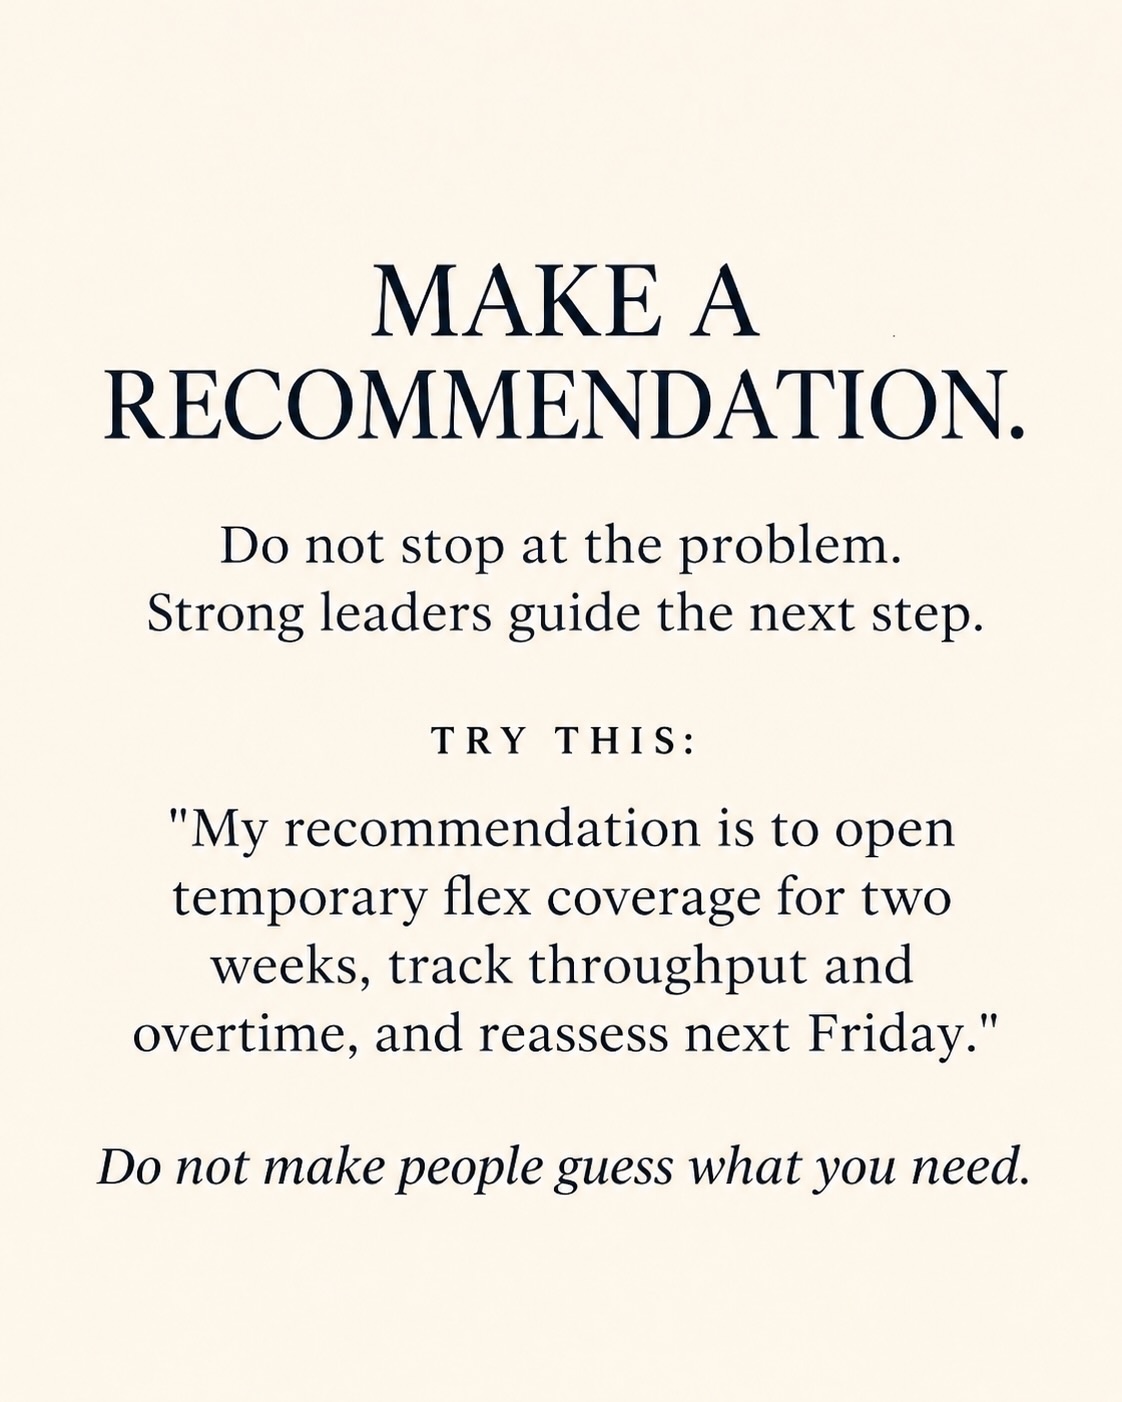 MAKE A
RECOMMENDATION.
Do not stop at the problem.
Strong leaders guide the next step.
TRY THIS:
"My recommendation is to open
temporary flex coverage for two
weeks, track throughput and
overtime, and reassess next Friday."
Do not make people guess what you need.